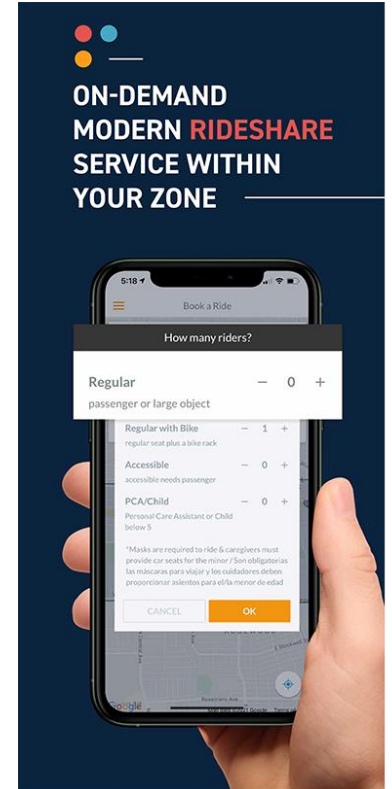 ON-DEMAND
MODERN RIDESHARE
SERVICE WITHIN
YOUR ZONE
5:18
Book a Ride
How many riders?
Regular − 0 +
passenger or large object
Regular with Bike − 1 +
regular seat plus a bike rack
Accessible − 0 +
accessible needs passenger
PCA/Child − 0 +
Personal Care Assistant or Child
below 5
*Masks are required to ride & caregivers must
provide car seats for the minor / Son obligatorias
las máscaras para viajar y los cuidadores deben
proporcionar asientos para el/la menor de edad
CANCEL OK
Google